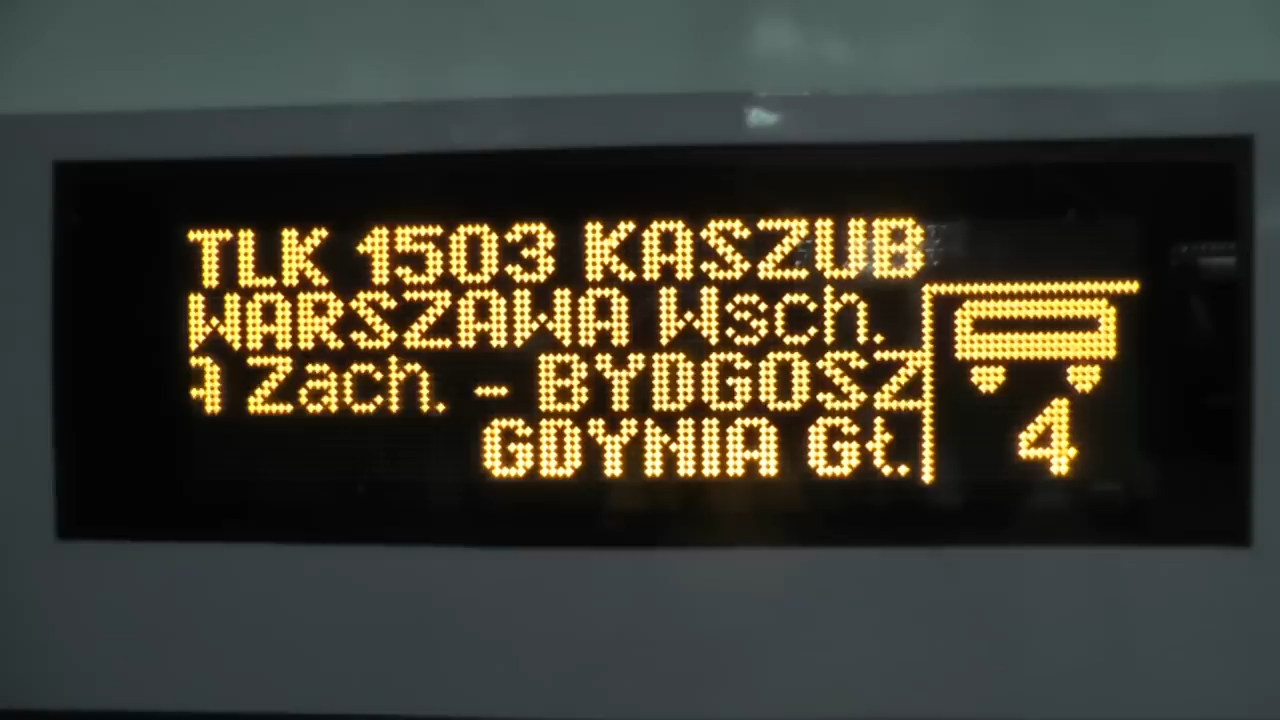 TLK 1503 KASZUB
WARSZAWA Wsch.
A Zach. - BYDGOSZ
GDYNIA Gł.
4